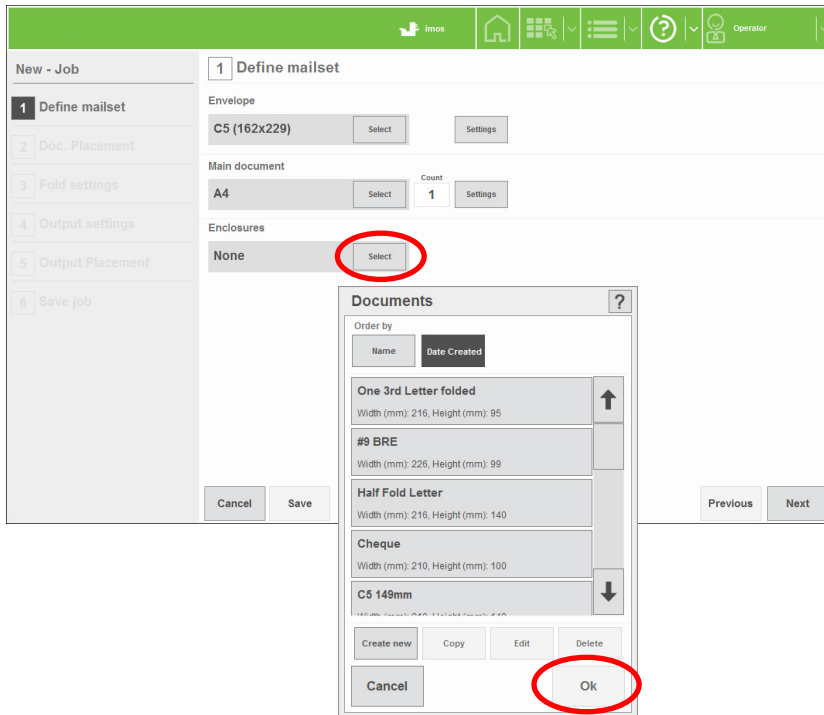 imos
Operator
New - Job
1 Define mailset
2 Doc. Placement
3 Fold settings
4 Output settings
5 Output Placement
6 Save job
1 Define mailset
Envelope
C5 (162x229) Select Settings
Main document
Count
A4 Select 1 Settings
Enclosures
None Select
Cancel Save Previous Next
Documents ?
Order by
Name Date Created
One 3rd Letter folded
Width (mm): 216, Height (mm): 95
#9 BRE
Width (mm): 226, Height (mm): 99
Half Fold Letter
Width (mm): 216, Height (mm): 140
Cheque
Width (mm): 210, Height (mm): 100
C5 149mm
Create new Copy Edit Delete
Cancel Ok